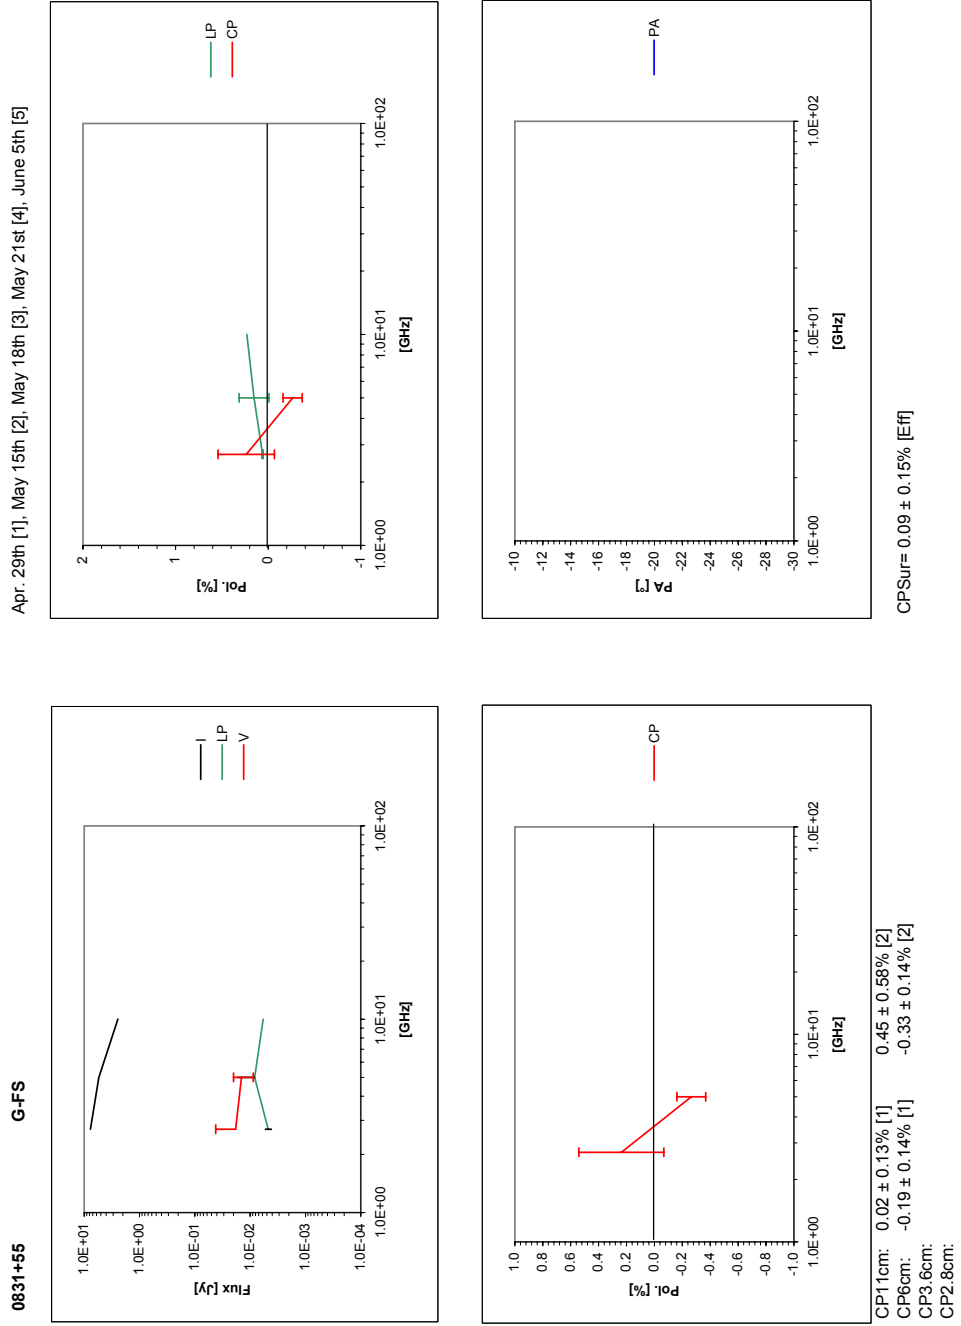 0831+55 G-FS Apr. 29th [1], May 15th [2], May 18th [3], May 21st [4], June 5th [5]
1.0E+01
1.0E+00
1.0E-01
1.0E-02
1.0E-03
1.0E-04
Flux [Jy]
1.0E+00 1.0E+01 1.0E+02
[GHz]
I
LP
V
2
1
0
-1
Pol. [%]
1.0E+00 1.0E+01 1.0E+02
[GHz]
LP
CP
1.0
0.8
0.6
0.4
0.2
0.0
-0.2
-0.4
-0.6
-0.8
-1.0
Pol. [%]
1.0E+00 1.0E+01 1.0E+02
[GHz]
CP
-10
-12
-14
-16
-18
-20
-22
-24
-26
-28
-30
PA [°]
1.0E+00 1.0E+01 1.0E+02
[GHz]
PA
CP11cm: 0.02 ± 0.13% [1] 0.45 ± 0.58% [2]
CP6cm: -0.19 ± 0.14% [1] -0.33 ± 0.14% [2]
CP3.6cm:
CP2.8cm:
CPSur= 0.09 ± 0.15% [Eff]